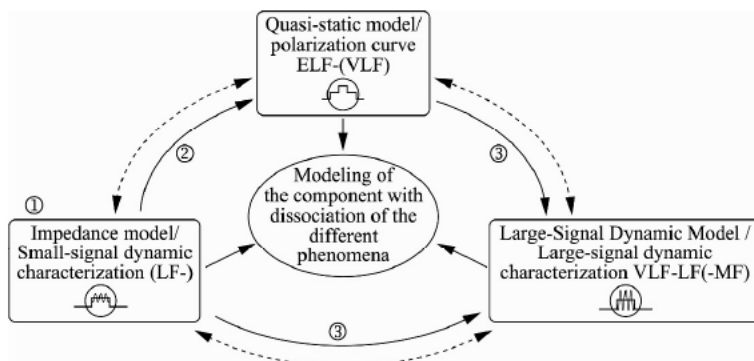 Quasi-static model/
polarization curve
ELF-(VLF)
②
③
Modeling of
the component with
dissociation of the
different
phenomena
①
Impedance model/
Small-signal dynamic
characterization (LF-)
Large-Signal Dynamic Model /
Large-signal dynamic
characterization VLF-LF(-MF)
③